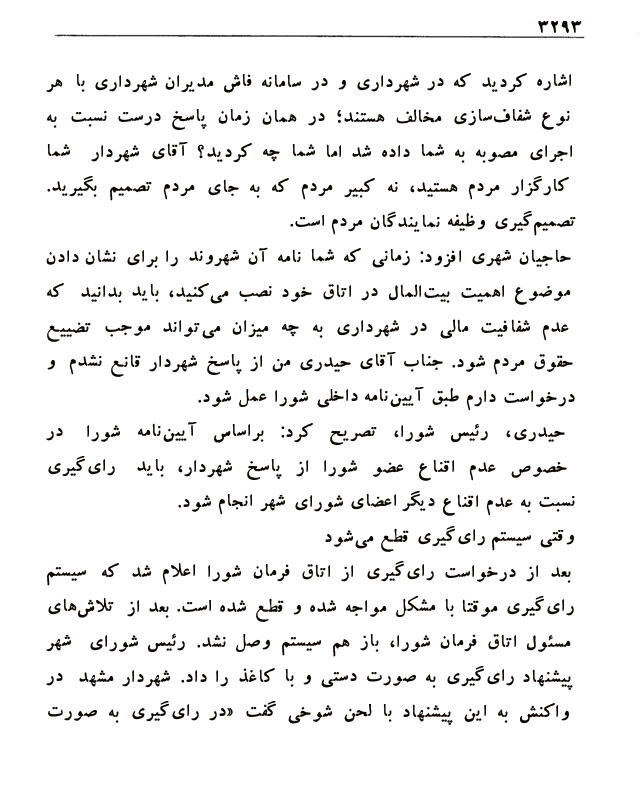 ۳۲۹۳
اشاره کردید که در شهرداری و در سامانه فاش مدیران شهرداری با هر
نوع شفاف‌سازی مخالف هستند؛ در همان زمان پاسخ درست نسبت به
اجرای مصوبه به شما داده شد اما شما چه کردید؟ آقای شهردار شما
کارگزار مردم هستید، نه کبیر مردم که به جای مردم تصمیم بگیرید.
تصمیم‌گیری وظیفه نمایندگان مردم است.
حاجیان شهری افزود: زمانی که شما نامه آن شهروند را برای نشان دادن
موضوع اهمیت بیت‌المال در اتاق خود نصب می‌کنید، باید بدانید که
عدم شفافیت مالی در شهرداری به چه میزان می‌تواند موجب تضییع
حقوق مردم شود. جناب آقای حیدری من از پاسخ شهردار قانع نشدم و
درخواست دارم طبق آیین‌نامه داخلی شورا عمل شود.
حیدری، رئیس شورا، تصریح کرد: براساس آیین‌نامه شورا در
خصوص عدم اقناع عضو شورا از پاسخ شهردار، باید رای‌گیری
نسبت به عدم اقناع دیگر اعضای شورای شهر انجام شود.
وقتی سیستم رای‌گیری قطع می‌شود
بعد از درخواست رای‌گیری از اتاق فرمان شورا اعلام شد که سیستم
رای‌گیری موقتا با مشکل مواجه شده و قطع شده است. بعد از تلاش‌های
مسئول اتاق فرمان شورا، باز هم سیستم وصل نشد. رئیس شورای شهر
پیشنهاد رای‌گیری به صورت دستی و با کاغذ را داد. شهردار مشهد در
واکنش به این پیشنهاد با لحن شوخی گفت «در رای‌گیری به صورت